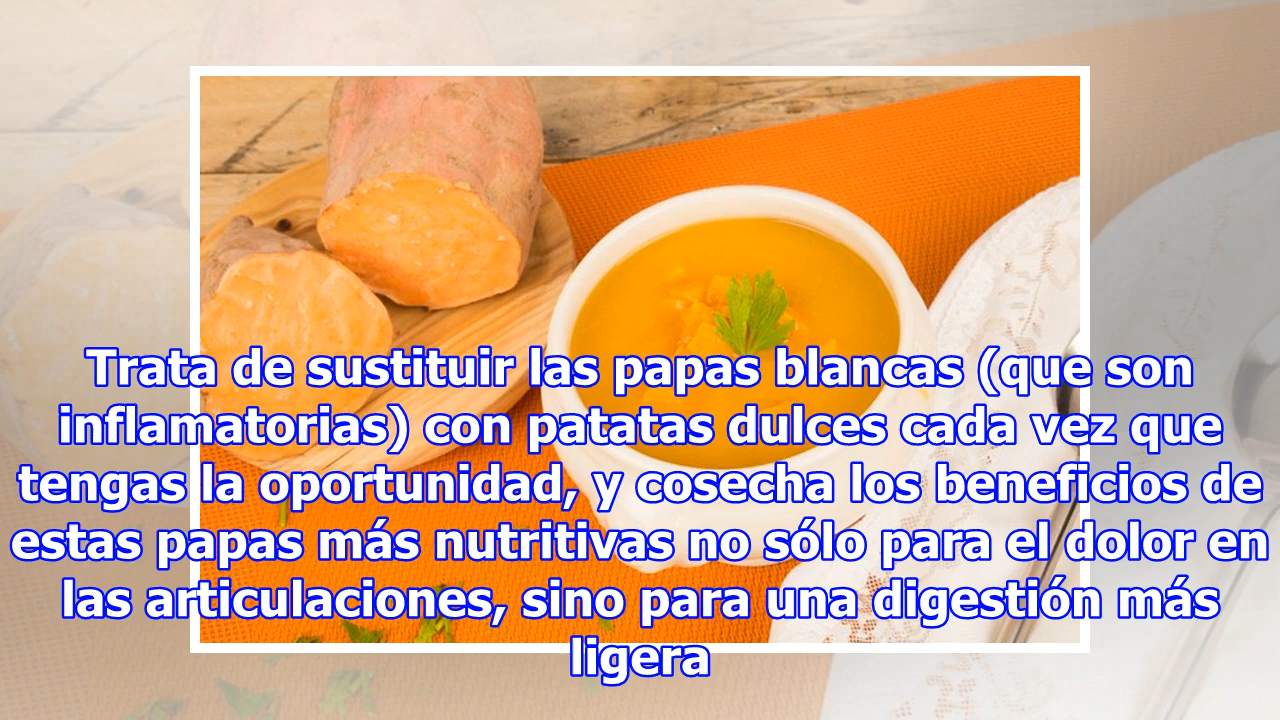 Trata de sustituir las papas blancas (que son
inflamatorias) con patatas dulces cada vez que
tengas la oportunidad, y cosecha los beneficios de
estas papas más nutritivas no sólo para el dolor en
las articulaciones, sino para una digestión más
ligera